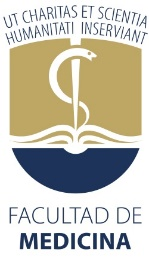 UT CHARITAS ET SCIENTIA
HUMANITATI INSERVIANT
FACULTAD DE
MEDICINA